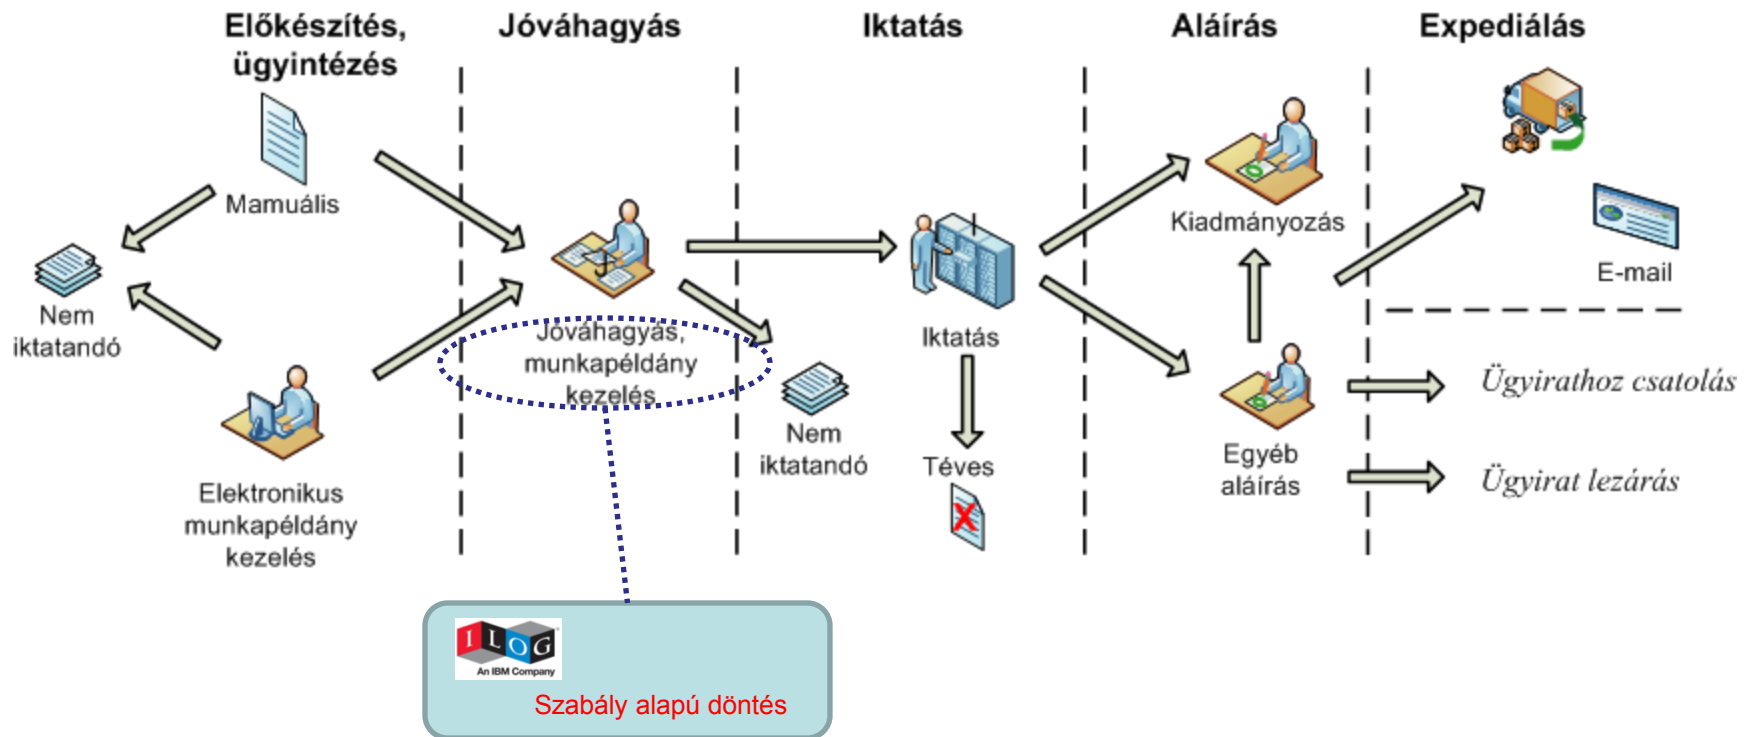 Előkészítés,
ügyintézés
Jóváhagyás
Iktatás
Aláírás
Expediálás
Mamuális
Nem
iktatandó
Elektronikus
munkapéldány
kezelés
Jóváhagyás,
munkapéldány
kezelés
Nem
iktatandó
Iktatás
Téves
X
Kiadmányozás
Egyéb
aláírás
E-mail
Ügyirathoz csatolás
Ügyirat lezárás
ILOG
An IBM Company
Szabály alapú döntés